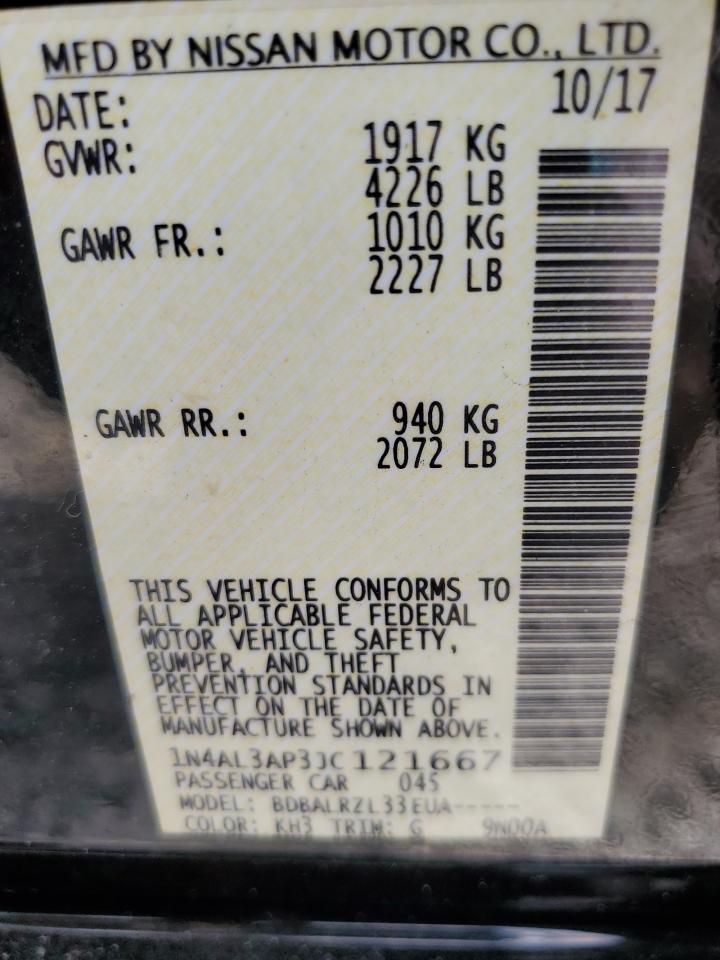 MFD BY NISSAN MOTOR CO., LTD.
DATE: 10/17
GVWR: 1917 KG
4226 LB
GAWR FR.: 1010 KG
2227 LB
GAWR RR.: 940 KG
2072 LB
THIS VEHICLE CONFORMS TO
ALL APPLICABLE FEDERAL
MOTOR VEHICLE SAFETY,
BUMPER, AND THEFT
PREVENTION STANDARDS IN
EFFECT ON THE DATE OF
MANUFACTURE SHOWN ABOVE.
1N4AL3AP3JC121667
PASSENGER CAR 045
MODEL: BDBALRZL33EUA-----
COLOR: KH3 TRIM: G 9N00A